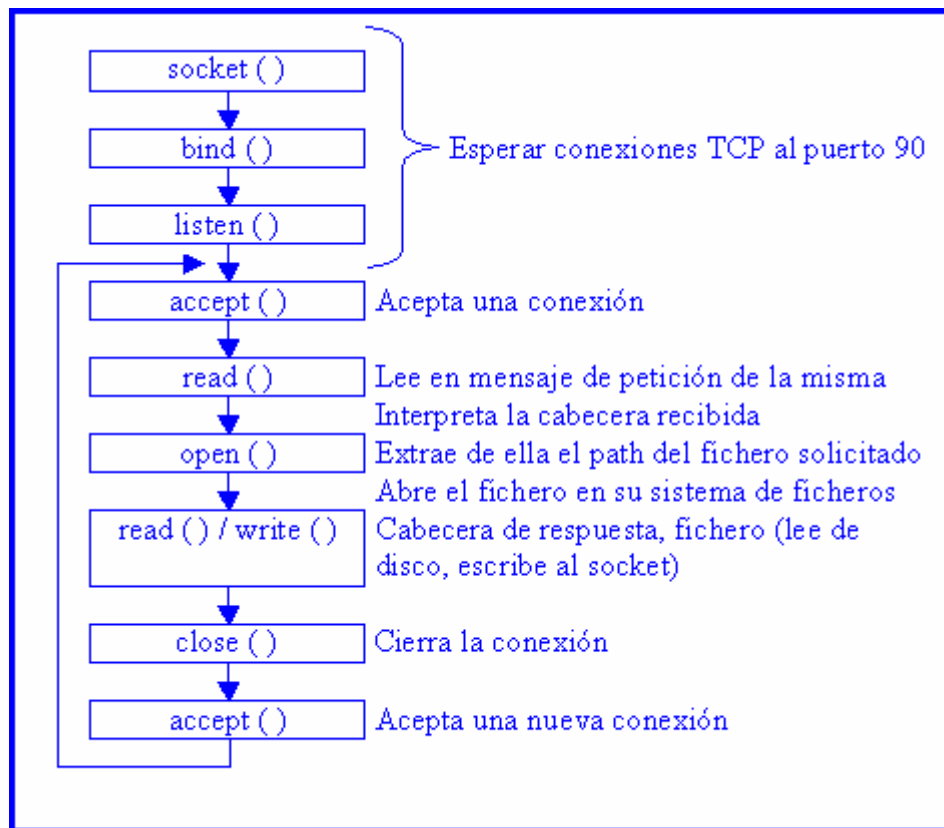 socket ( )
bind ( )
Esperar conexiones TCP al puerto 90
listen ( )
accept ( )
Acepta una conexión
read ( )
Lee en mensaje de petición de la misma
Interpreta la cabecera recibida
open ( )
Extrae de ella el path del fichero solicitado
Abre el fichero en su sistema de ficheros
read ( ) / write ( )
Cabecera de respuesta, fichero (lee de
disco, escribe al socket)
close ( )
Cierra la conexión
accept ( )
Acepta una nueva conexión